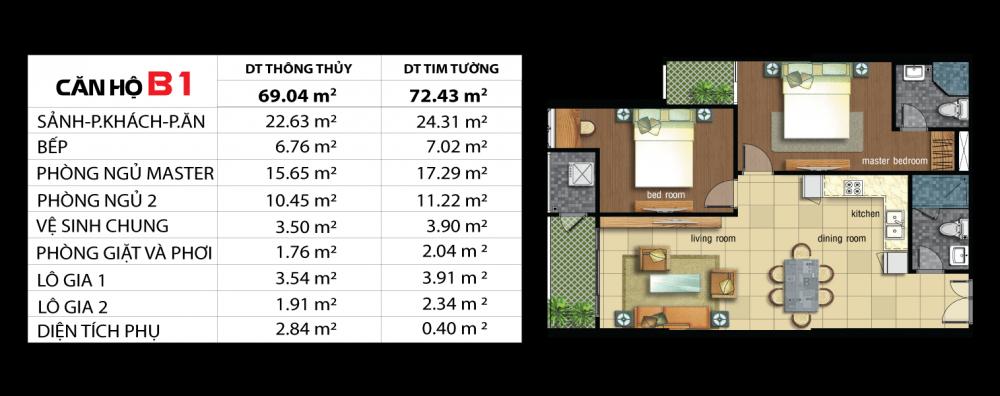 CĂN HỘ B1 DT THÔNG THỦY DT TIM TƯỜNG
69.04 m² 72.43 m²
SẢNH-P.KHÁCH-P.ĂN 22.63 m² 24.31 m²
BẾP 6.76 m² 7.02 m²
PHÒNG NGỦ MASTER 15.65 m² 17.29 m²
PHÒNG NGỦ 2 10.45 m² 11.22 m²
VỆ SINH CHUNG 3.50 m² 3.90 m²
PHÒNG GIẶT VÀ PHƠI 1.76 m² 2.04 m ²
LÔ GIA 1 3.54 m² 3.91 m ²
LÔ GIA 2 1.91 m² 2.34 m ²
DIỆN TÍCH PHỤ 2.84 m² 0.40 m ²
master bedroom
bed room
kitchen
living room
dining room